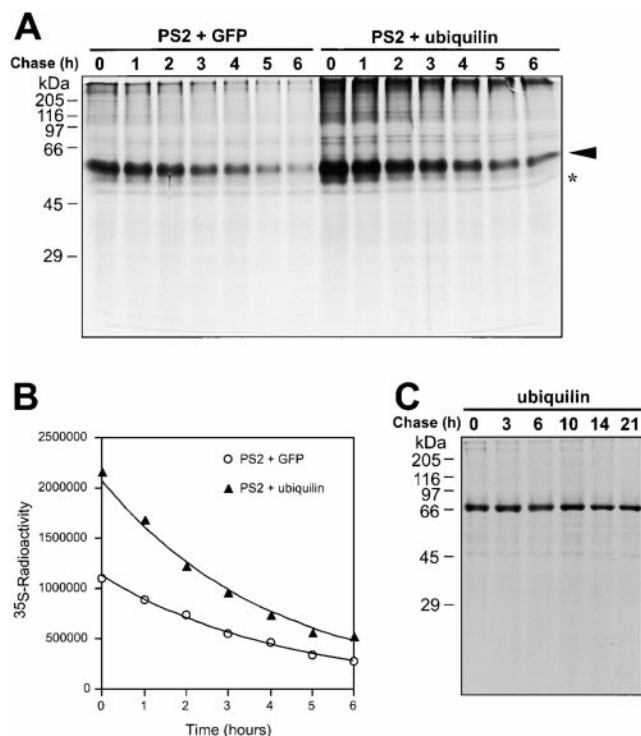 A
PS2 + GFP PS2 + ubiquilin
Chase (h) 0 1 2 3 4 5 6 0 1 2 3 4 5 6
kDa
205
116
97
66
45
29
*
B
2500000
2000000
1500000
1000000
500000
0
35S-Radioactivity
PS2 + GFP
PS2 + ubiquilin
0 1 2 3 4 5 6
Time (hours)
C
ubiquilin
Chase (h) 0 3 6 10 14 21
kDa
205
116
97
66
45
29